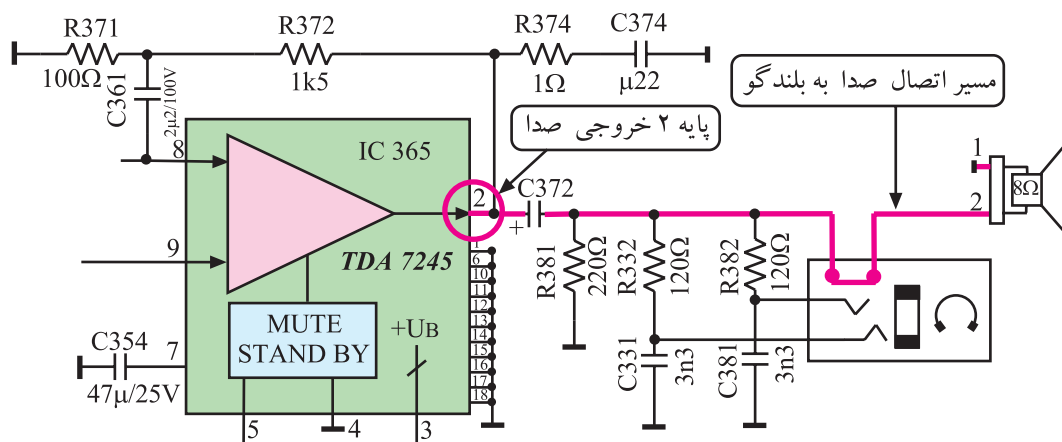 R371
100Ω
R372
1k5
R374
1Ω
C374
µ22
C361
2µ2/100V
مسیر اتصال صدا به بلندگو
پایه ۲ خروجی صدا
8
IC 365
2
C372
+
1
2
8Ω
9
TDA 7245
1
6
10
11
12
13
14
15
16
17
18
R381
220Ω
R332
120Ω
R382
120Ω
MUTE
STAND BY
+UB
C354
47µ/25V
7
C331
3n3
C381
3n3
5
4
3